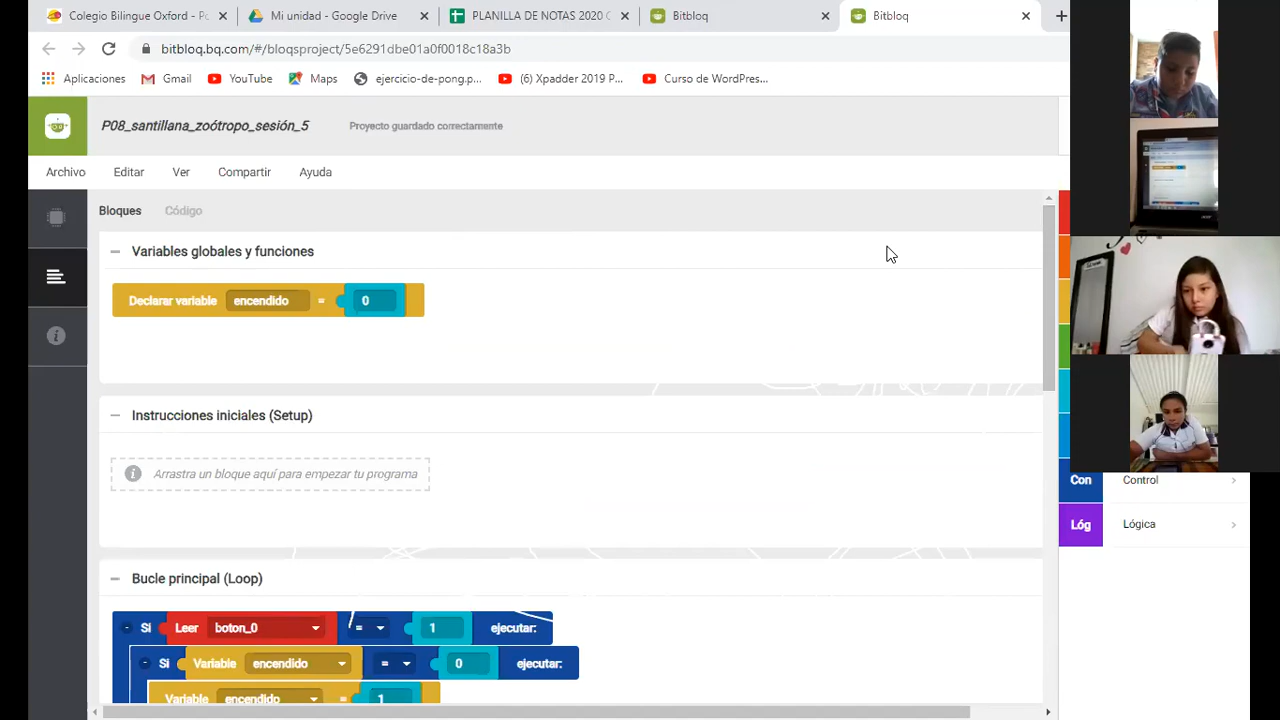 Colegio Bilingue Oxford – Po
Mi unidad - Google Drive
PLANILLA DE NOTAS 2020 C
Bitbloq
Bitbloq
bitbloq.bq.com/#/bloqsproject/5e6291dbe01a0f0018c18a3b
Aplicaciones
Gmail
YouTube
Maps
ejercicio-de-pong.p...
(6) Xpadder 2019 P...
Curso de WordPres...
P08_santillana_zoótropo_sesión_5
Proyecto guardado correctamente
Archivo
Editar
Ver
Compartir
Ayuda
Bloques
Código
Variables globales y funciones
Declarar variable encendido = 0
Instrucciones iniciales (Setup)
Arrastra un bloque aquí para empezar tu programa
Bucle principal (Loop)
Si Leer boton_0 = 1 ejecutar:
Si Variable encendido = 0 ejecutar:
Variable encendido = 1
Con Control
Lóg Lógica